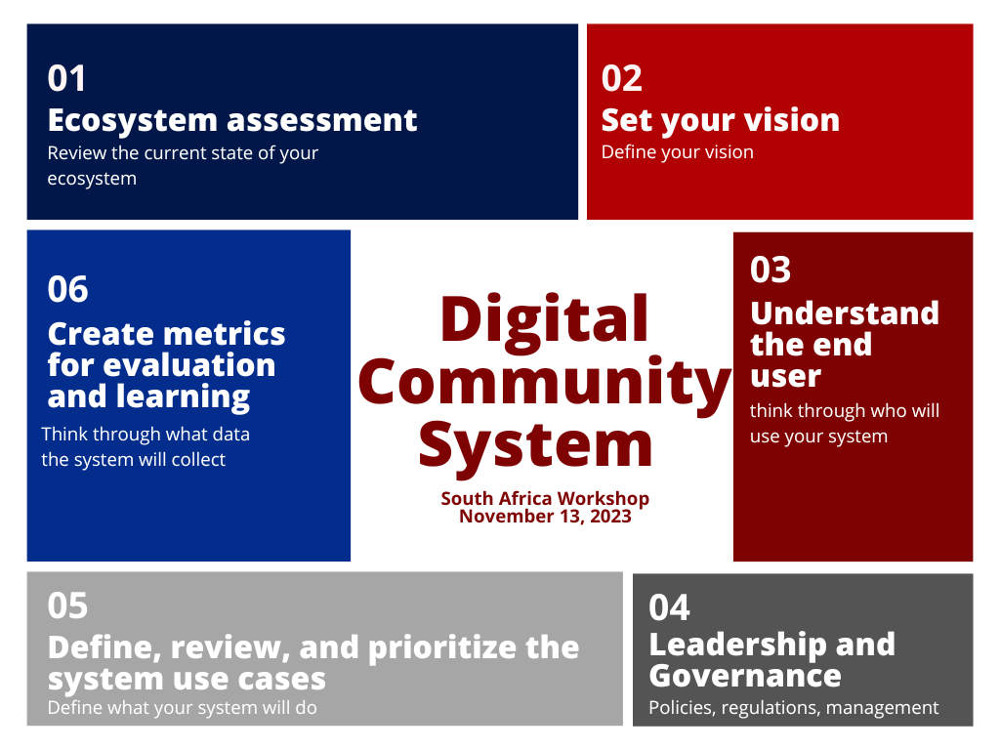 01
Ecosystem assessment
Review the current state of your
ecosystem
02
Set your vision
Define your vision
06
Create metrics
for evaluation
and learning
Think through what data
the system will collect
Digital
Community
System
South Africa Workshop
November 13, 2023
03
Understand
the end
user
think through who will
use your system
05
Define, review, and prioritize the
system use cases
Define what your system will do
04
Leadership and
Governance
Policies, regulations, management